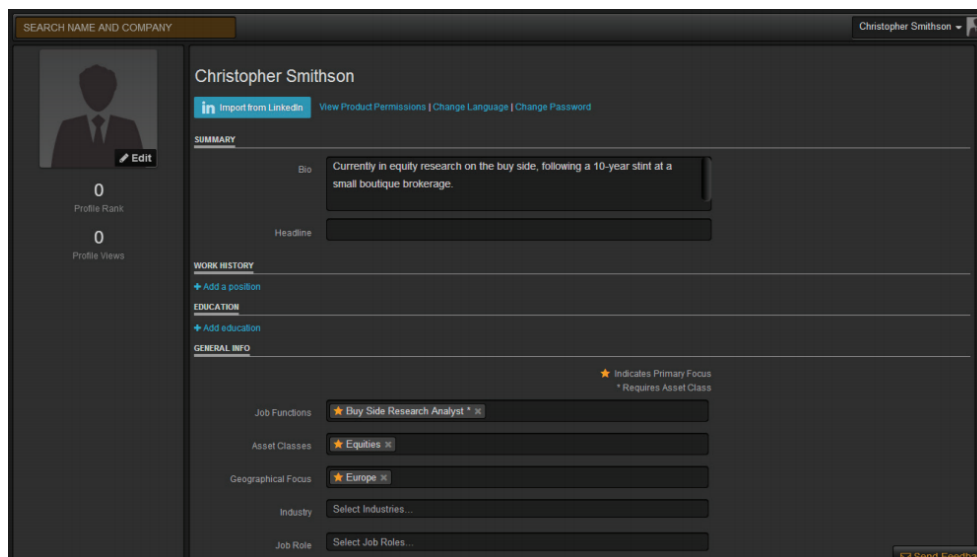 SEARCH NAME AND COMPANY
Christopher Smithson
Edit
0
Profile Rank
0
Profile Views
Christopher Smithson
in Import from LinkedIn View Product Permissions | Change Language | Change Password
SUMMARY
Bio
Currently in equity research on the buy side, following a 10-year stint at a
small boutique brokerage.
Headline
WORK HISTORY
+ Add a position
EDUCATION
+ Add education
GENERAL INFO
Indicates Primary Focus
* Requires Asset Class
Job Functions Buy Side Research Analyst * ×
Asset Classes Equities ×
Geographical Focus Europe ×
Industry Select Industries...
Job Role Select Job Roles...
Send